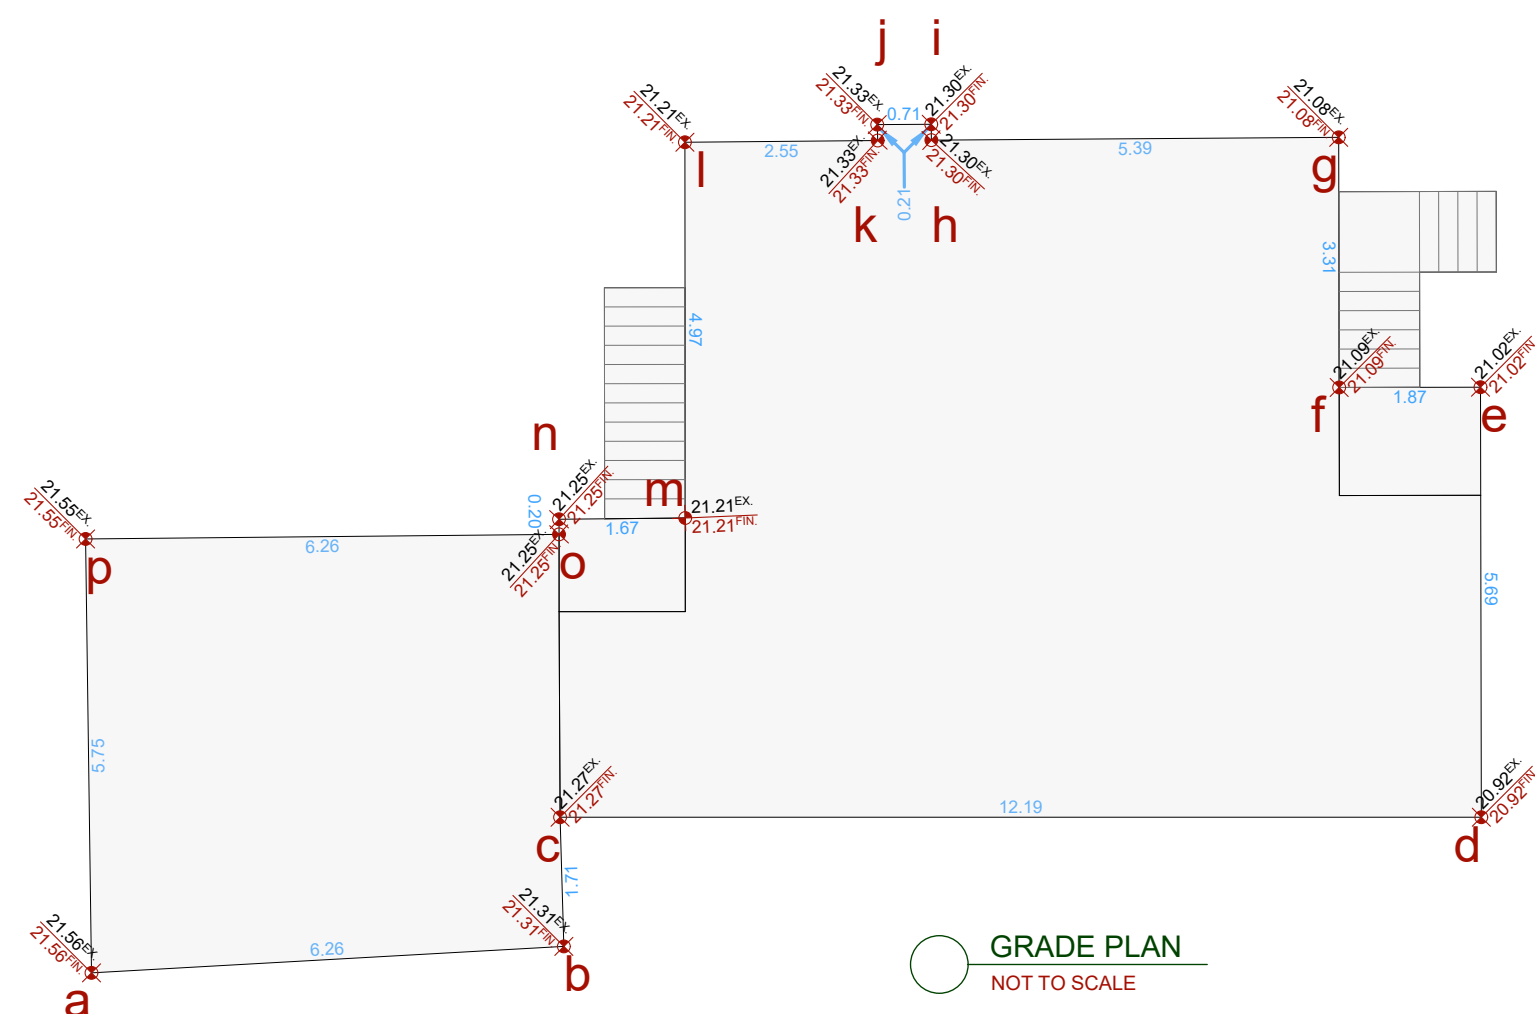 j
i
21.33EX.
21.33FIN.
0.71
21.30EX.
21.30FIN.
21.21EX.
21.21FIN.
21.08EX.
21.08FIN.
l
2.55
21.33EX.
21.33FIN.
21.30EX.
21.30FIN.
5.39
g
k
0.21
h
3.31
4.97
21.09EX.
21.09FIN.
21.02EX.
21.02FIN.
f
1.87
e
n
21.25EX.
21.25FIN.
m
21.21EX.
21.21FIN.
0.20
1.67
21.55EX.
21.55FIN.
p
6.26
21.25EX.
21.25FIN.
o
5.69
5.75
21.27EX.
21.27FIN.
12.19
20.92EX.
20.92FIN.
c
d
1.71
21.56EX.
21.56FIN.
6.26
21.31EX.
21.31FIN.
a
b
GRADE PLAN
NOT TO SCALE